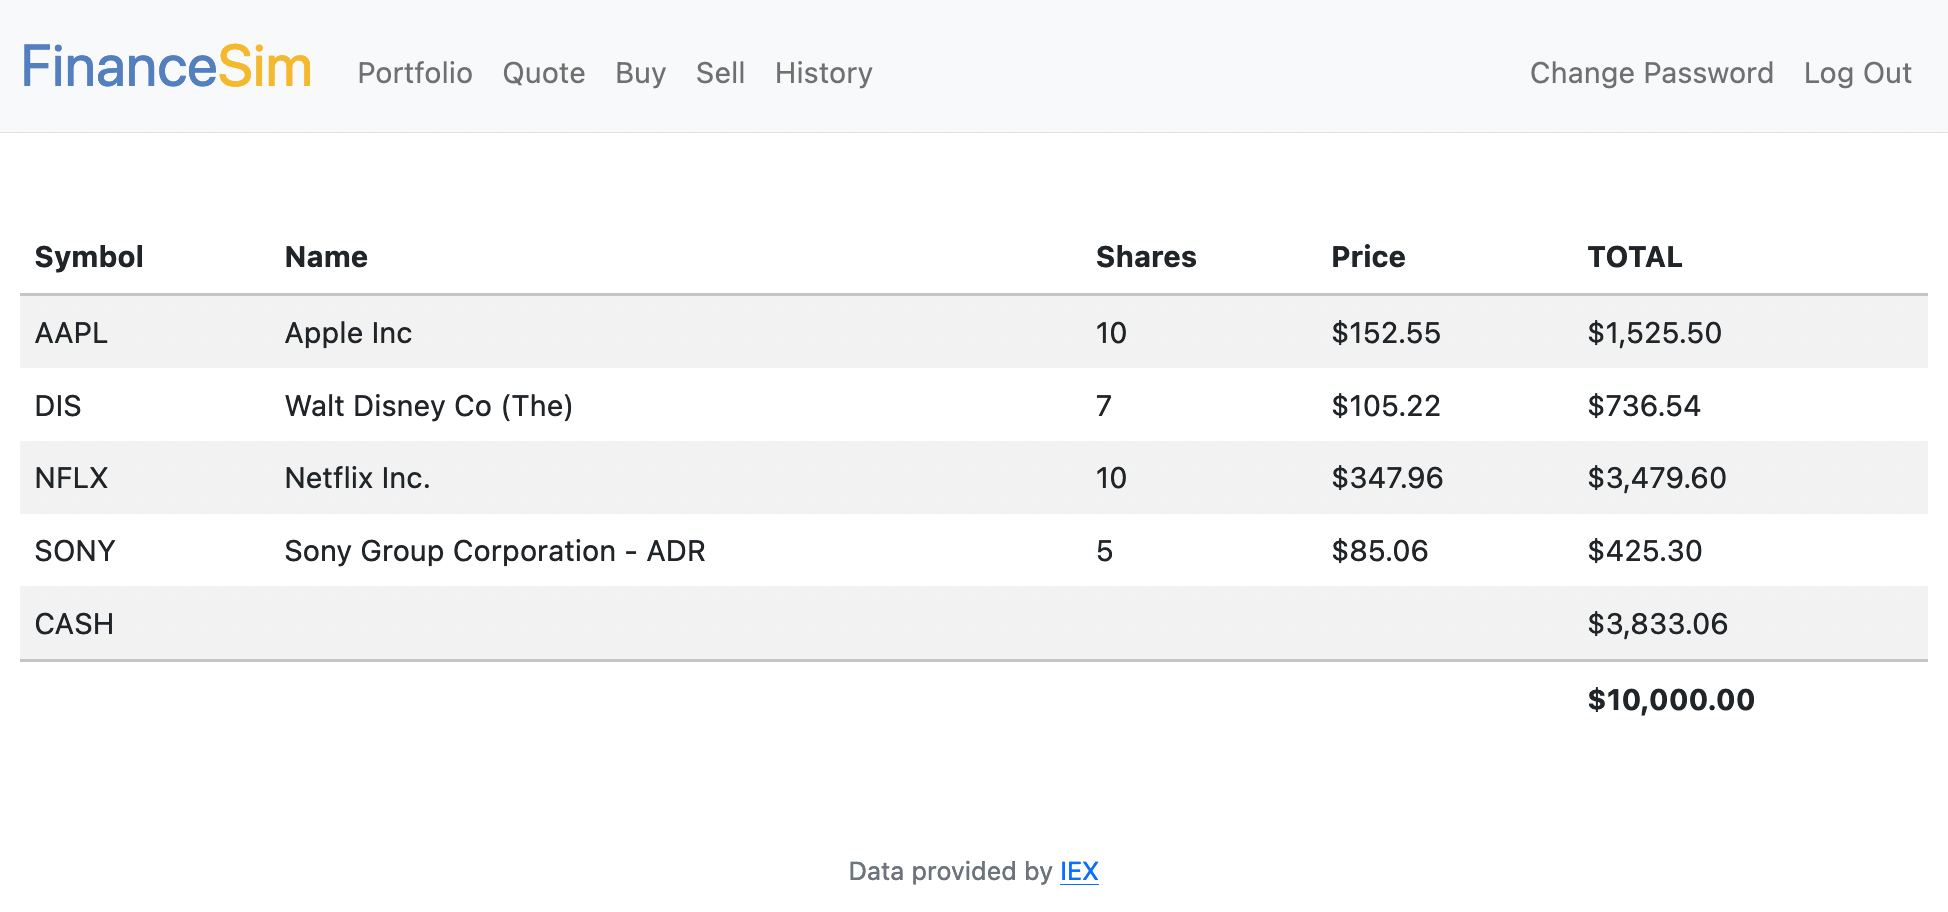 FinanceSim Portfolio Quote Buy Sell History Change Password Log Out
Symbol Name Shares Price TOTAL
AAPL Apple Inc 10 $152.55 $1,525.50
DIS Walt Disney Co (The) 7 $105.22 $736.54
NFLX Netflix Inc. 10 $347.96 $3,479.60
SONY Sony Group Corporation - ADR 5 $85.06 $425.30
CASH $3,833.06
$10,000.00
Data provided by IEX